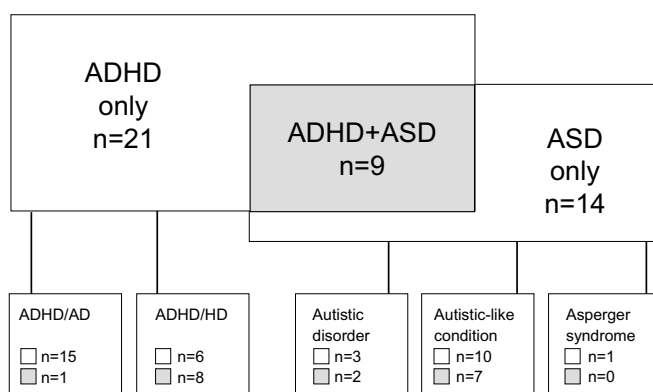 ADHD
only
n=21
ADHD+ASD
n=9
ASD
only
n=14
ADHD/AD
n=15
n=1
ADHD/HD
n=6
n=8
Autistic
disorder
n=3
n=2
Autistic-like
condition
n=10
n=7
Asperger
syndrome
n=1
n=0